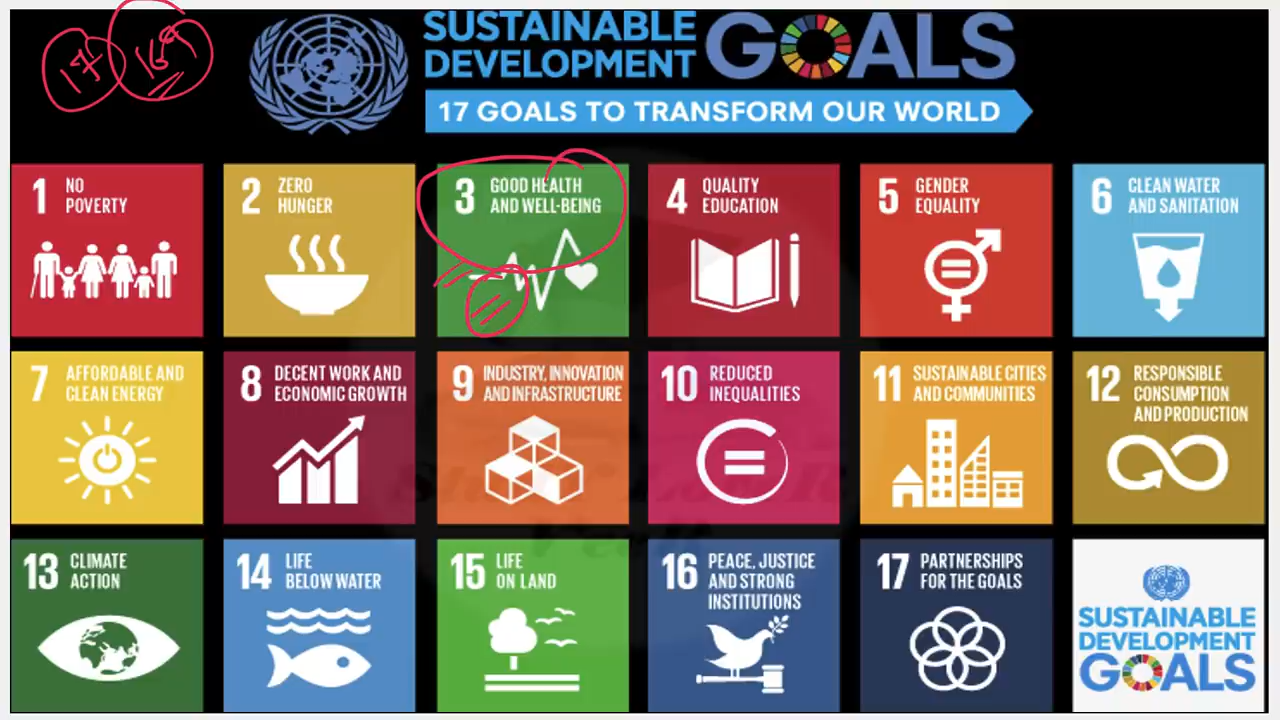 17 169
SUSTAINABLE
DEVELOPMENT GOALS
17 GOALS TO TRANSFORM OUR WORLD
1 NO
POVERTY
2 ZERO
HUNGER
3 GOOD HEALTH
AND WELL-BEING
4 QUALITY
EDUCATION
5 GENDER
EQUALITY
6 CLEAN WATER
AND SANITATION
7 AFFORDABLE AND
CLEAN ENERGY
8 DECENT WORK AND
ECONOMIC GROWTH
9 INDUSTRY, INNOVATION
AND INFRASTRUCTURE
10 REDUCED
INEQUALITIES
11 SUSTAINABLE CITIES
AND COMMUNITIES
12 RESPONSIBLE
CONSUMPTION
AND PRODUCTION
13 CLIMATE
ACTION
14 LIFE
BELOW WATER
15 LIFE
ON LAND
16 PEACE, JUSTICE
AND STRONG
INSTITUTIONS
17 PARTNERSHIPS
FOR THE GOALS
SUSTAINABLE
DEVELOPMENT
GOALS